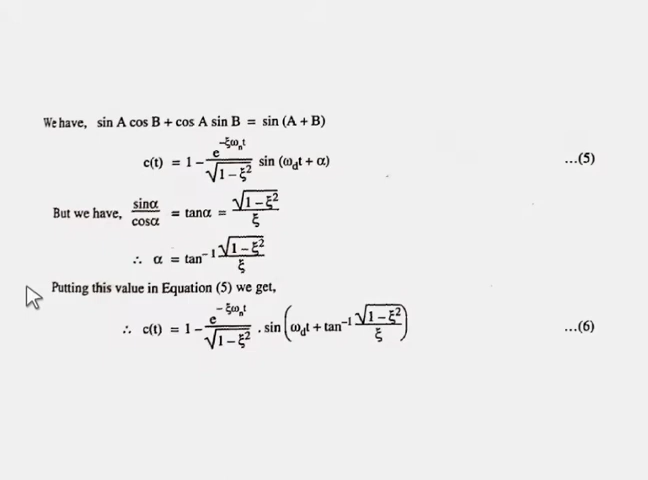 We have, sin A cos B + cos A sin B = sin (A + B)
c(t) = 1 - e^{-ξω_n t} / √(1 - ξ²) sin (ω_d t + α) ...(5)
But we have, sinα / cosα = tanα = √(1 - ξ²) / ξ
∴ α = tan⁻¹ √(1 - ξ²) / ξ
Putting this value in Equation (5) we get,
∴ c(t) = 1 - e^{-ξω_n t} / √(1 - ξ²) . sin (ω_d t + tan⁻¹ √(1 - ξ²) / ξ) ...(6)